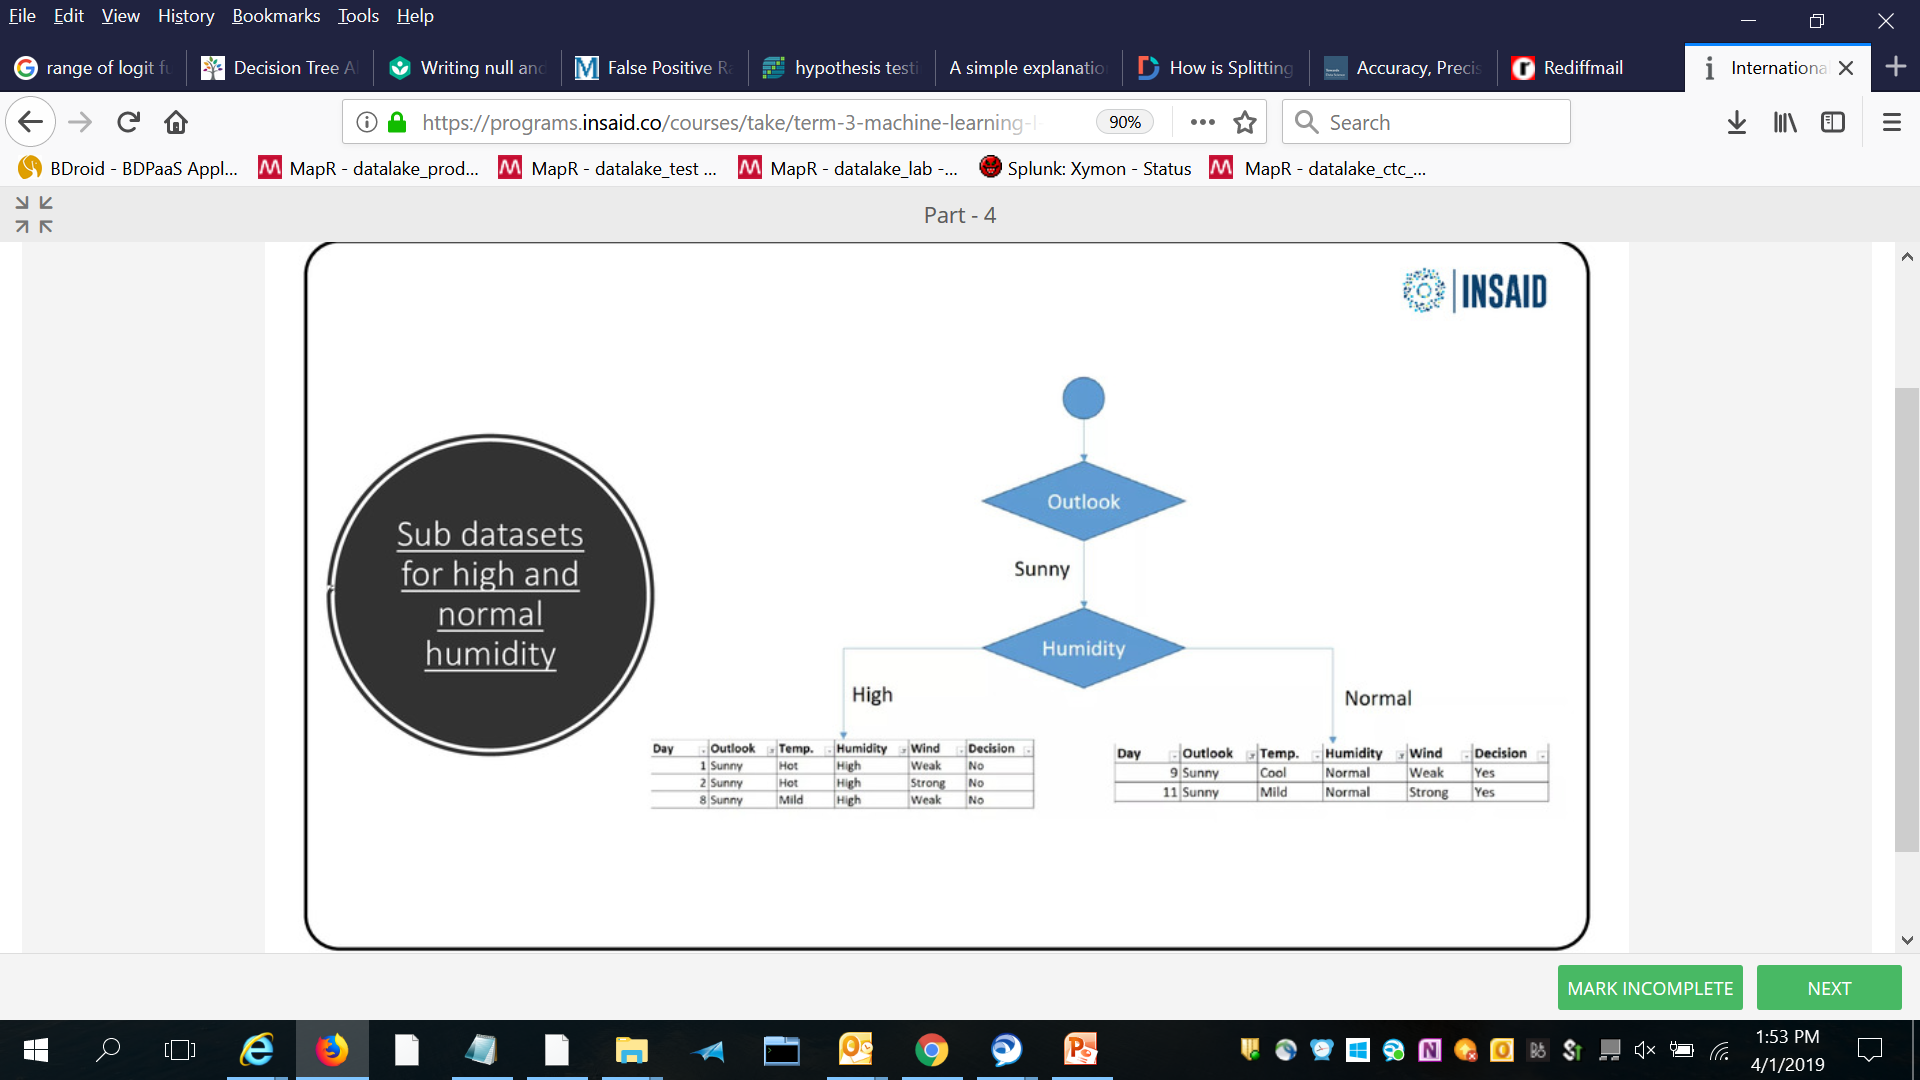 File Edit View History Bookmarks Tools Help
range of logit fu
Decision Tree Al
Writing null and
False Positive Ra
hypothesis testi
A simple explanation
How is Splitting
Accuracy, Precis
Rediffmail
International
https://programs.insaid.co/courses/take/term-3-machine-learning-l
90%
Search
BDroid - BDPaaS Appl...
MapR - datalake_prod...
MapR - datalake_test ...
MapR - datalake_lab -...
Splunk: Xymon - Status
MapR - datalake_ctc_...
Part - 4
INSAID
Sub datasets
for high and
normal
humidity
Outlook
Sunny
Humidity
High
Normal
Day Outlook Temp. Humidity Wind Decision
1 Sunny Hot High Weak No
2 Sunny Hot High Strong No
8 Sunny Mild High Weak No
Day Outlook Temp. Humidity Wind Decision
9 Sunny Cool Normal Weak Yes
11 Sunny Mild Normal Strong Yes
MARK INCOMPLETE
NEXT
1:53 PM
4/1/2019